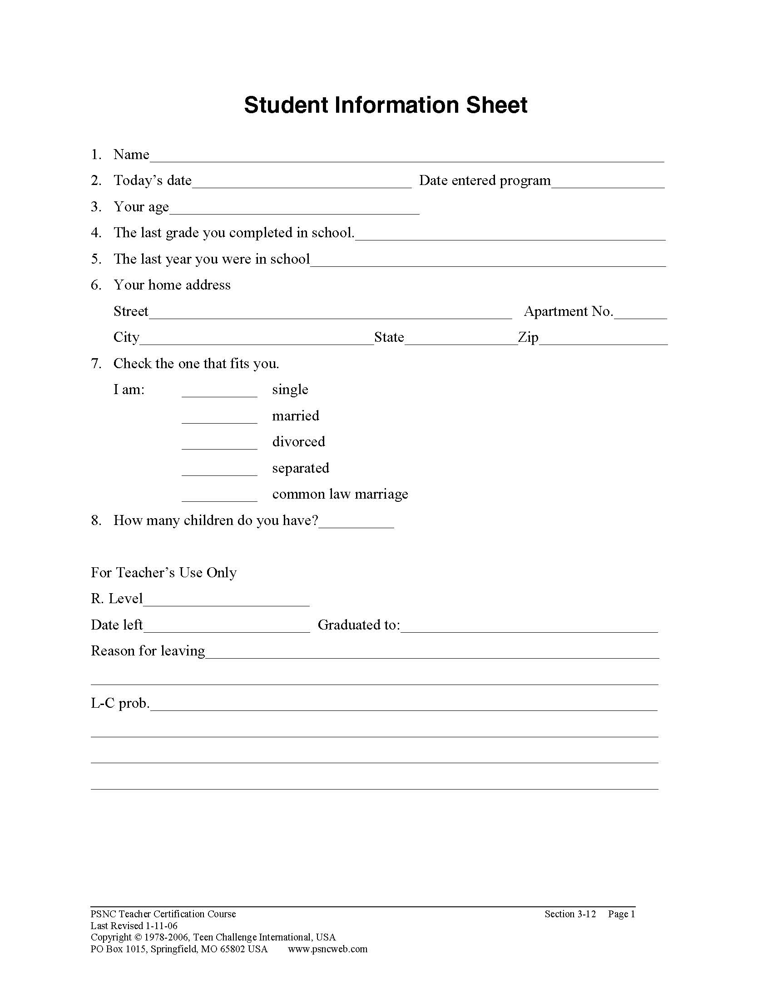 Student Information Sheet
1. Name
2. Today's date Date entered program
3. Your age
4. The last grade you completed in school.
5. The last year you were in school
6. Your home address
Street Apartment No.
City State Zip
7. Check the one that fits you.
I am: single
married
divorced
separated
common law marriage
8. How many children do you have?
For Teacher's Use Only
R. Level
Date left Graduated to:
Reason for leaving
L-C prob.
PSNC Teacher Certification Course Section 3-12 Page 1
Last Revised 1-11-06
Copyright © 1978-2006, Teen Challenge International, USA
PO Box 1015, Springfield, MO 65802 USA www.psncweb.com